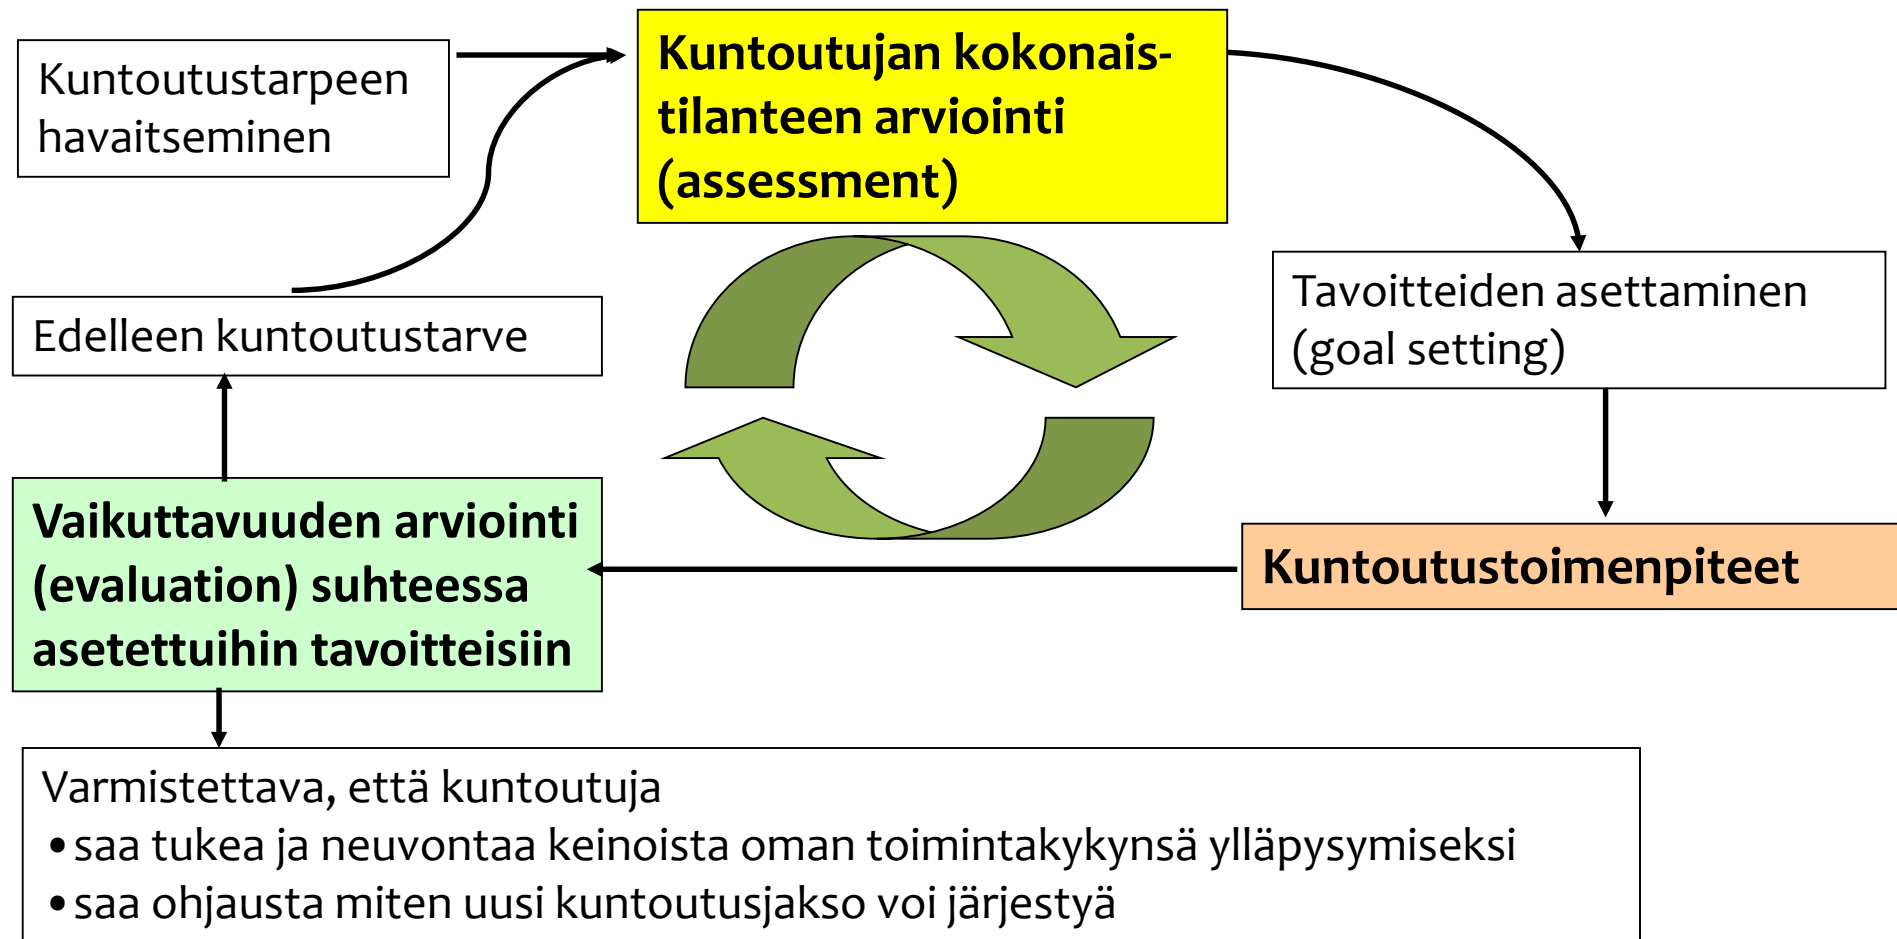 Kuntoutustarpeen
havaitseminen
Kuntoutujan kokonais-
tilanteen arviointi
(assessment)
Tavoitteiden asettaminen
(goal setting)
Edelleen kuntoutustarve
Vaikuttavuuden arviointi
(evaluation) suhteessa
asetettuihin tavoitteisiin
Kuntoutustoimenpiteet
Varmistettava, että kuntoutuja
•saa tukea ja neuvontaa keinoista oman toimintakykynsä ylläpysymiseksi
•saa ohjausta miten uusi kuntoutusjakso voi järjestyä